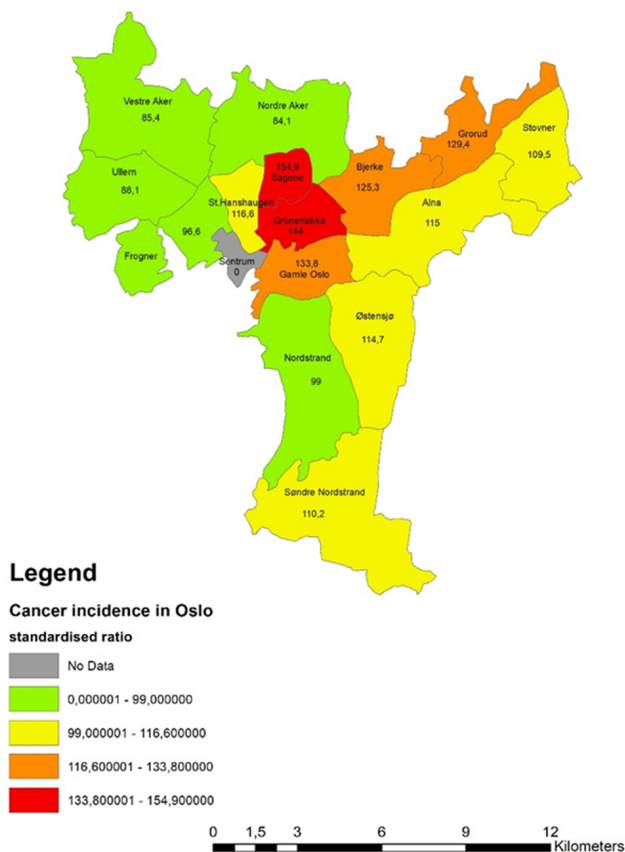 Vestre Aker
85,4
Nordre Aker
84,1
Ullern
88,1
Frogner
96,6
St.Hanshaugen
116,6
154,9
Sagene
Grünerløkka
144
Sentrum
0
133,8
Gamle Oslo
Bjerke
125,3
Grorud
129,4
Stovner
109,5
Alna
115
Østensjø
114,7
Nordstrand
99
Søndre Nordstrand
110,2
Legend
Cancer incidence in Oslo
standardised ratio
No Data
0,000001 - 99,000000
99,000001 - 116,600000
116,600001 - 133,800000
133,800001 - 154,900000
0 1,5 3 6 9 12
Kilometers